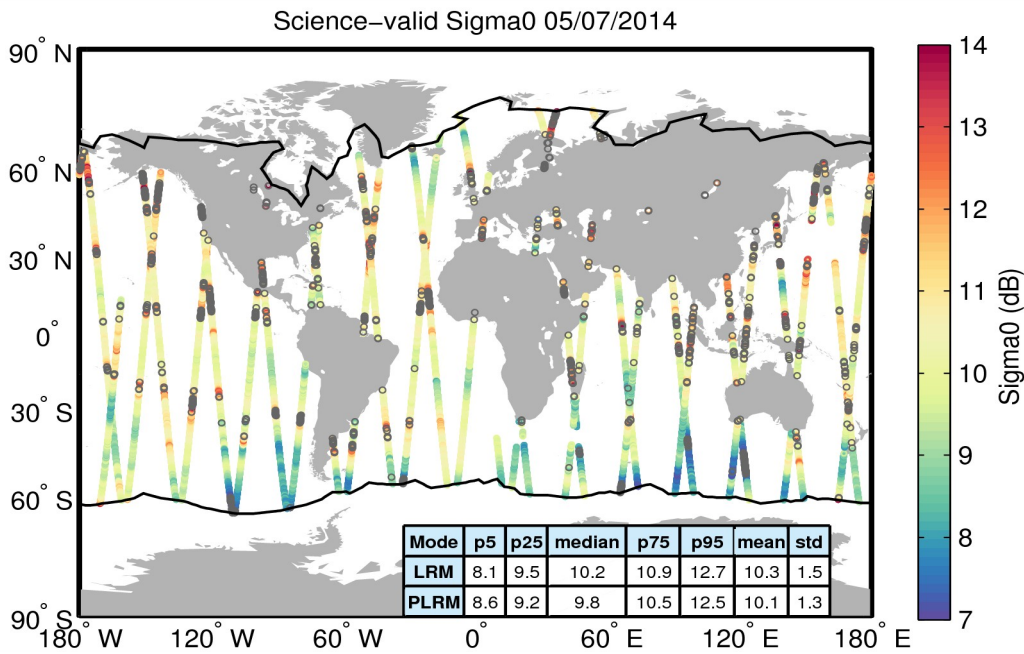 Science−valid Sigma0 05/07/2014
90° N
60° N
30° N
0°
30° S
60° S
90° S
180° W
120° W
60° W
0°
60° E
120° E
180° E
Mode p5 p25 median p75 p95 mean std
LRM 8.1 9.5 10.2 10.9 12.7 10.3 1.5
PLRM 8.6 9.2 9.8 10.5 12.5 10.1 1.3
14
13
12
11
10
9
8
7
Sigma0 (dB)